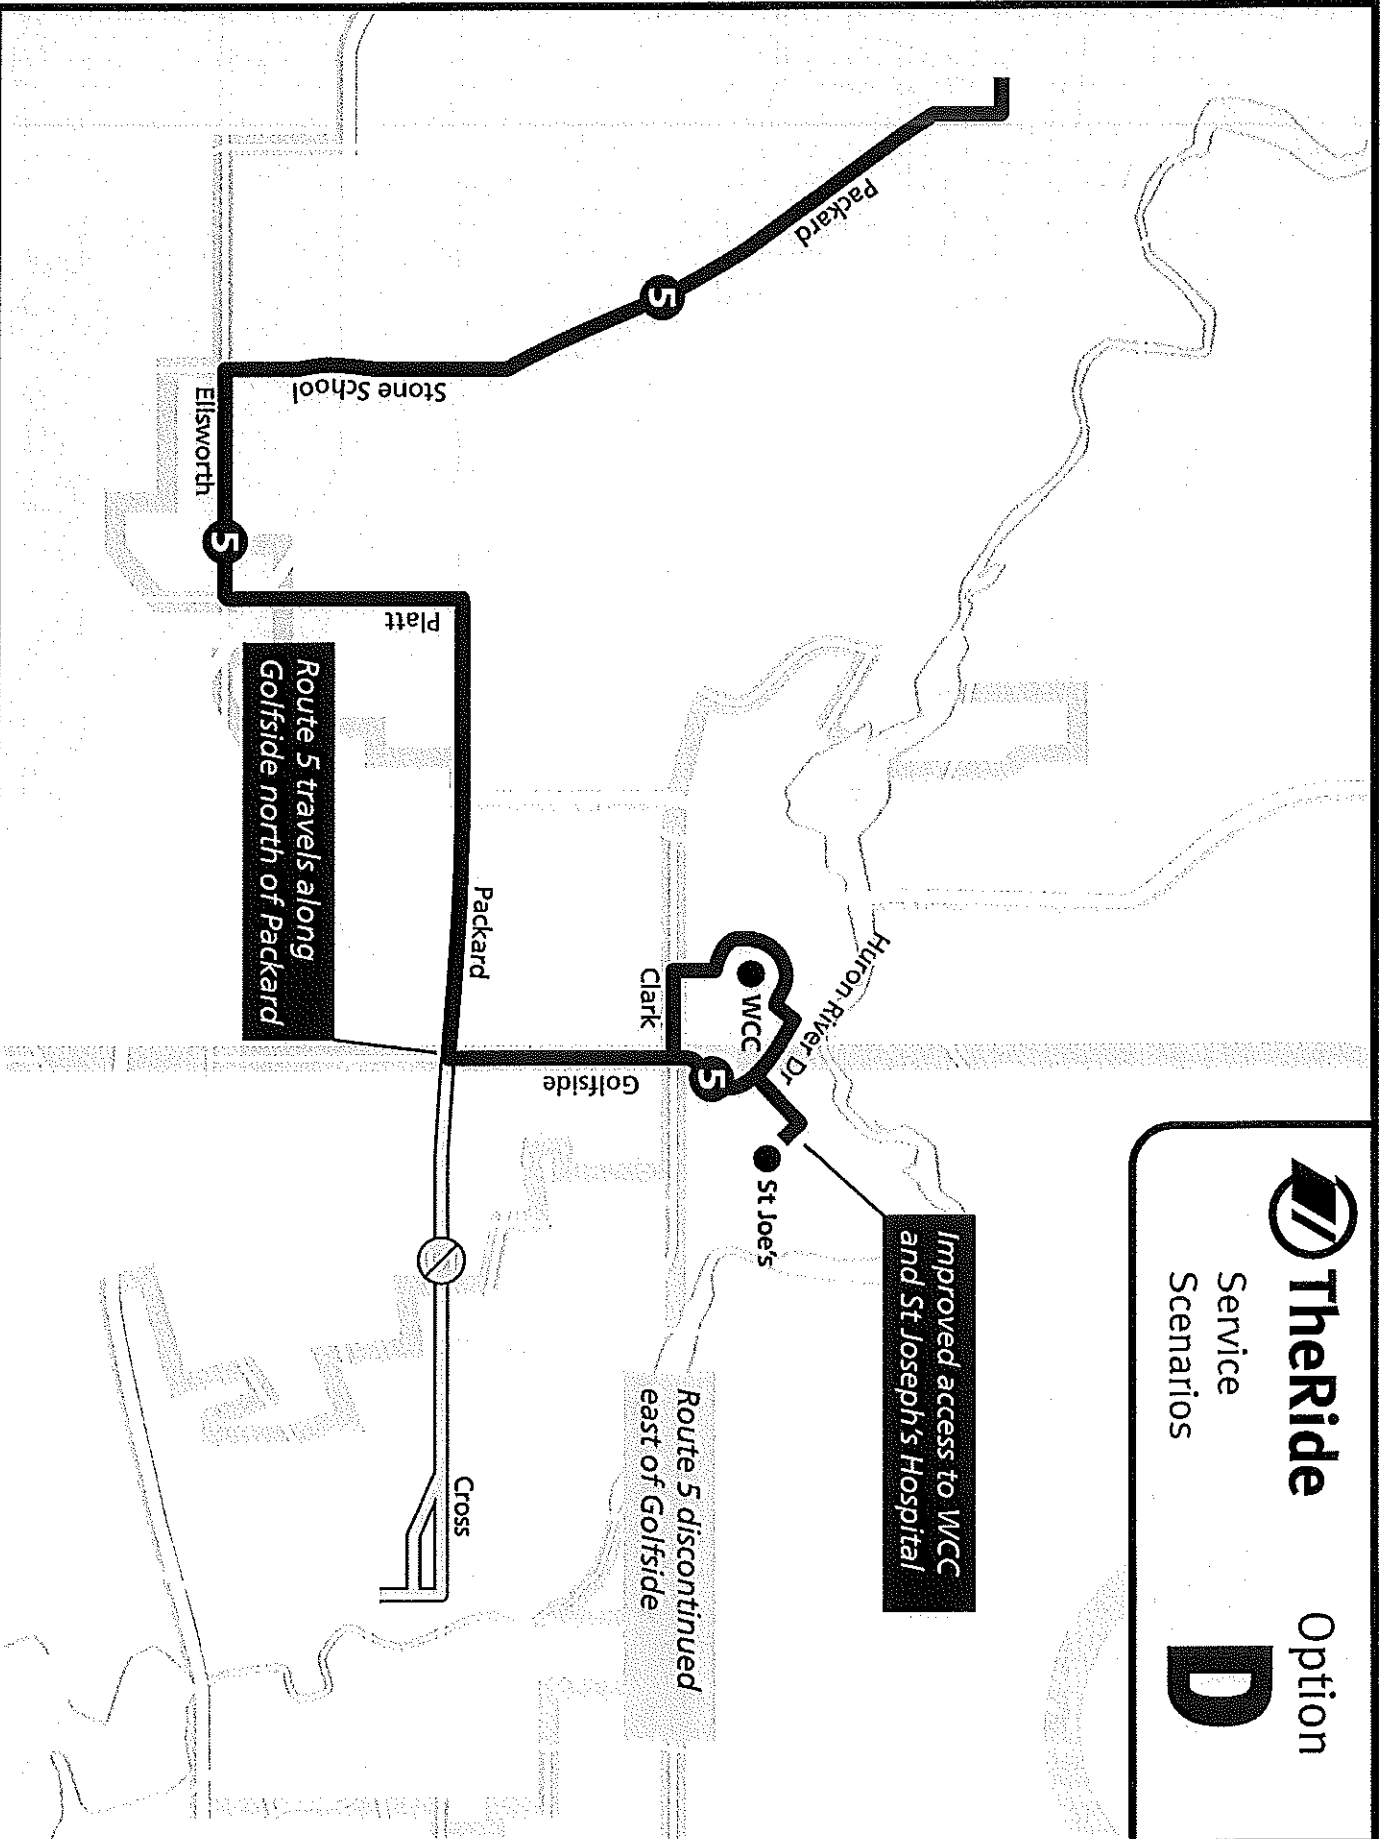 TheRide
Option
Service
Scenarios
D
Improved access to WCC
and St Joseph's Hospital
Huron River Dr
WCC
St Joe's
5
Clark
Golfside
Route 5 discontinued
east of Golfside
Packard
5
Stone School
Ellsworth
5
Platt
Packard
Cross
Route 5 travels along
Golfside north of Packard